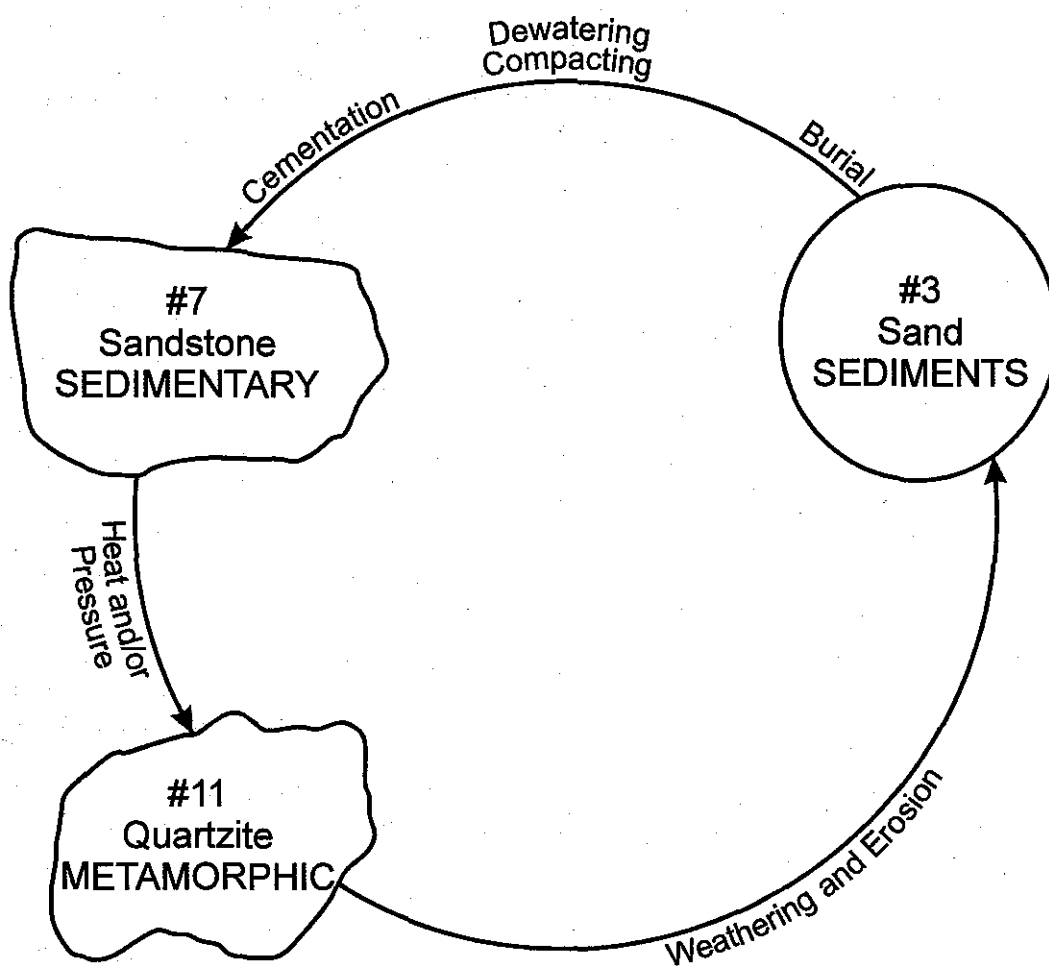 Dewatering
Compacting
Cementation
Burial
#7
Sandstone
SEDIMENTARY
#3
Sand
SEDIMENTS
Heat and/or
Pressure
#11
Quartzite
METAMORPHIC
Weathering and Erosion